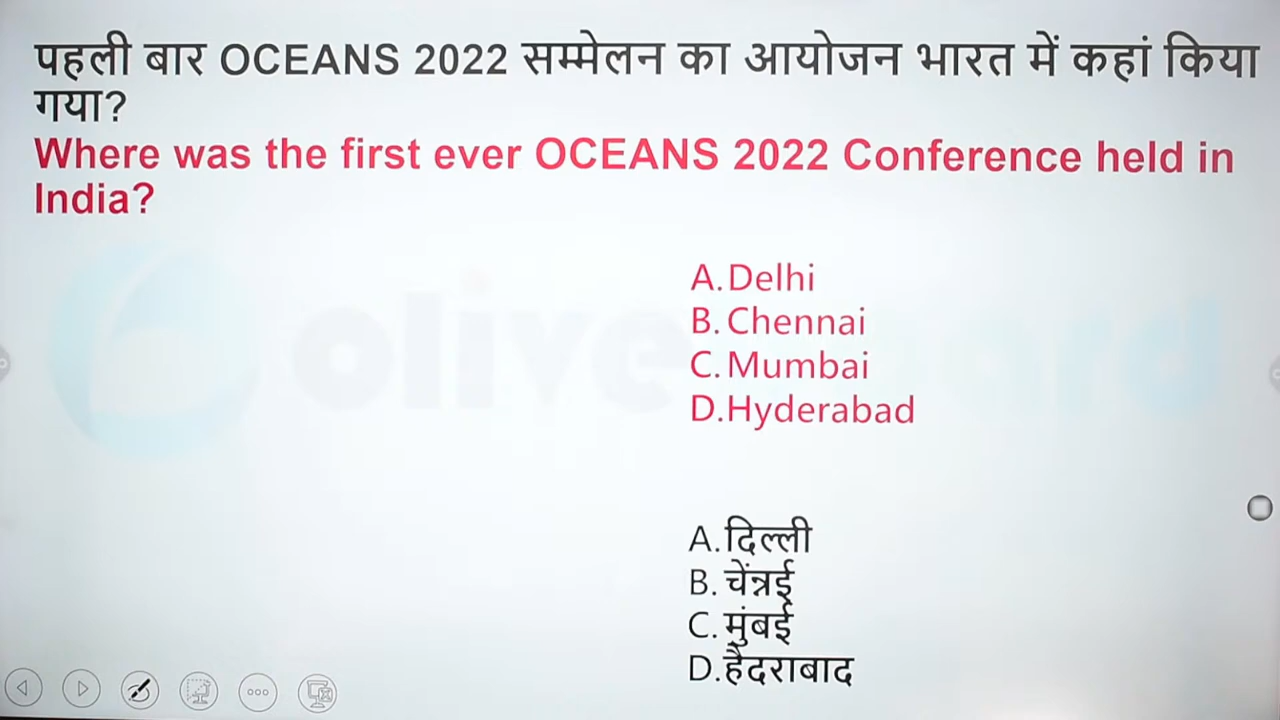 पहली बार OCEANS 2022 सम्मेलन का आयोजन भारत में कहां किया
गया?
Where was the first ever OCEANS 2022 Conference held in
India?
A.Delhi
B. Chennai
C.Mumbai
D.Hyderabad
A.दिल्ली
B. चेंन्नई
C. मुंबई
D.हैदराबाद